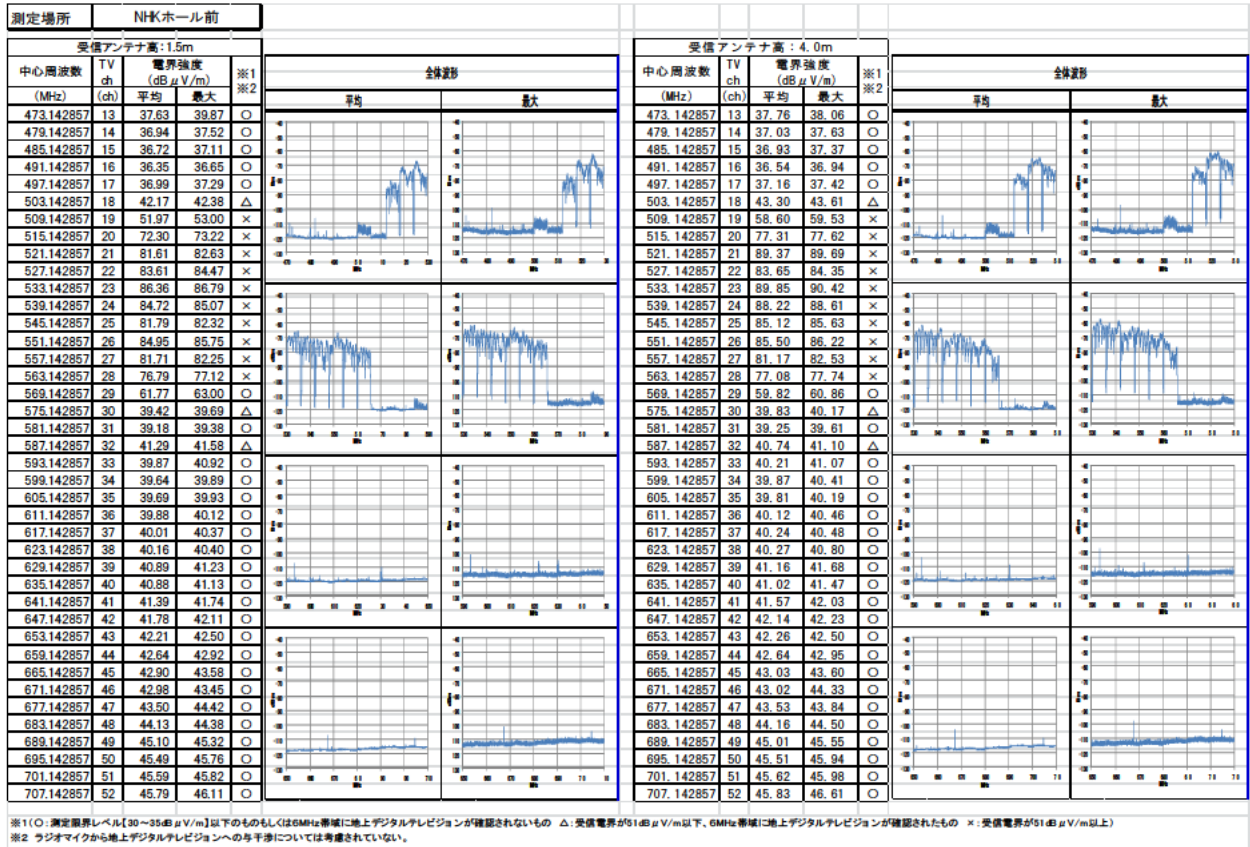 測定場所 NHKホール前
受信アンテナ高：1.5m
中心周波数 TV ch 電界強度 (dBμV/m) ※1 ※2 全体波形
(MHz) (ch) 平均 最大 平均 最大
473.142857 13 37.63 39.87 ○
479.142857 14 36.94 37.52 ○
485.142857 15 36.72 37.11 ○
491.142857 16 36.35 36.65 ○
497.142857 17 36.99 37.29 ○
503.142857 18 42.17 42.38 △
509.142857 19 51.97 53.00 ×
515.142857 20 72.30 73.22 ×
521.142857 21 81.61 82.63 ×
527.142857 22 83.61 84.47 ×
533.142857 23 86.36 86.79 ×
539.142857 24 84.72 85.07 ×
545.142857 25 81.79 82.32 ×
551.142857 26 84.95 85.75 ×
557.142857 27 81.71 82.25 ×
563.142857 28 76.79 77.12 ×
569.142857 29 61.77 63.00 ○
575.142857 30 39.42 39.69 △
581.142857 31 39.18 39.38 ○
587.142857 32 41.29 41.58 △
593.142857 33 39.87 40.92 ○
599.142857 34 39.64 39.89 ○
605.142857 35 39.69 39.93 ○
611.142857 36 39.88 40.12 ○
617.142857 37 40.01 40.37 ○
623.142857 38 40.16 40.40 ○
629.142857 39 40.89 41.23 ○
635.142857 40 40.88 41.13 ○
641.142857 41 41.39 41.74 ○
647.142857 42 41.78 42.11 ○
653.142857 43 42.21 42.50 ○
659.142857 44 42.64 42.92 ○
665.142857 45 42.90 43.58 ○
671.142857 46 42.98 43.45 ○
677.142857 47 43.50 44.42 ○
683.142857 48 44.13 44.38 ○
689.142857 49 45.10 45.32 ○
695.142857 50 45.49 45.76 ○
701.142857 51 45.59 45.82 ○
707.142857 52 45.79 46.11 ○
受信アンテナ高：4.0m
中心周波数 TV ch 電界強度 (dBμV/m) ※1 ※2 全体波形
(MHz) (ch) 平均 最大 平均 最大
473.142857 13 37.76 38.06 ○
479.142857 14 37.03 37.63 ○
485.142857 15 36.93 37.37 ○
491.142857 16 36.54 36.94 ○
497.142857 17 37.16 37.42 ○
503.142857 18 43.30 43.61 △
509.142857 19 58.60 59.53 ×
515.142857 20 77.31 77.62 ×
521.142857 21 89.37 89.69 ×
527.142857 22 83.65 84.35 ×
533.142857 23 89.85 90.42 ×
539.142857 24 88.22 88.61 ×
545.142857 25 85.12 85.63 ×
551.142857 26 85.50 86.22 ×
557.142857 27 81.17 82.53 ×
563.142857 28 77.08 77.74 ×
569.142857 29 59.82 60.86 ○
575.142857 30 39.83 40.17 △
581.142857 31 39.25 39.61 ○
587.142857 32 40.74 41.10 △
593.142857 33 40.21 41.07 ○
599.142857 34 39.87 40.41 ○
605.142857 35 39.81 40.19 ○
611.142857 36 40.12 40.46 ○
617.142857 37 40.24 40.48 ○
623.142857 38 40.27 40.80 ○
629.142857 39 41.16 41.68 ○
635.142857 40 41.02 41.47 ○
641.142857 41 41.57 42.03 ○
647.142857 42 42.14 42.23 ○
653.142857 43 42.26 42.50 ○
659.142857 44 42.64 42.95 ○
665.142857 45 43.03 43.60 ○
671.142857 46 43.02 44.33 ○
677.142857 47 43.53 43.84 ○
683.142857 48 44.16 44.50 ○
689.142857 49 45.01 45.55 ○
695.142857 50 45.51 45.94 ○
701.142857 51 45.62 45.98 ○
707.142857 52 45.83 46.61 ○
※1（○：測定限界レベル【30～35dBμV/m】以下のものもしくは6MHz帯域に地上デジタルテレビジョンが確認されないもの △：受信電界が51dBμV/m以下、6MHz帯域に地上デジタルテレビジョンが確認されたもの ×：受信電界が51dBμV/m以上）
※2 ラジオマイクから地上デジタルテレビジョンへの与干渉については考慮されていない。